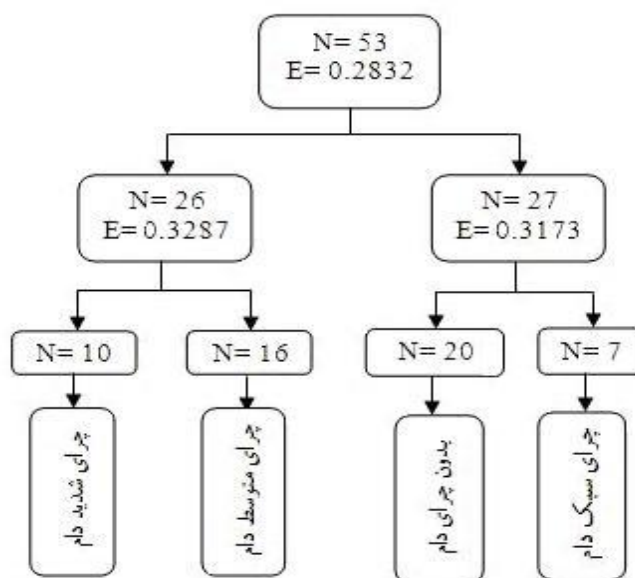 N= 53
E= 0.2832
N= 26
E= 0.3287
N= 27
E= 0.3173
N= 10
N= 16
N= 20
N= 7
چرای شدید دام
چرای متوسط دام
بدون چرای دام
چرای سبک دام